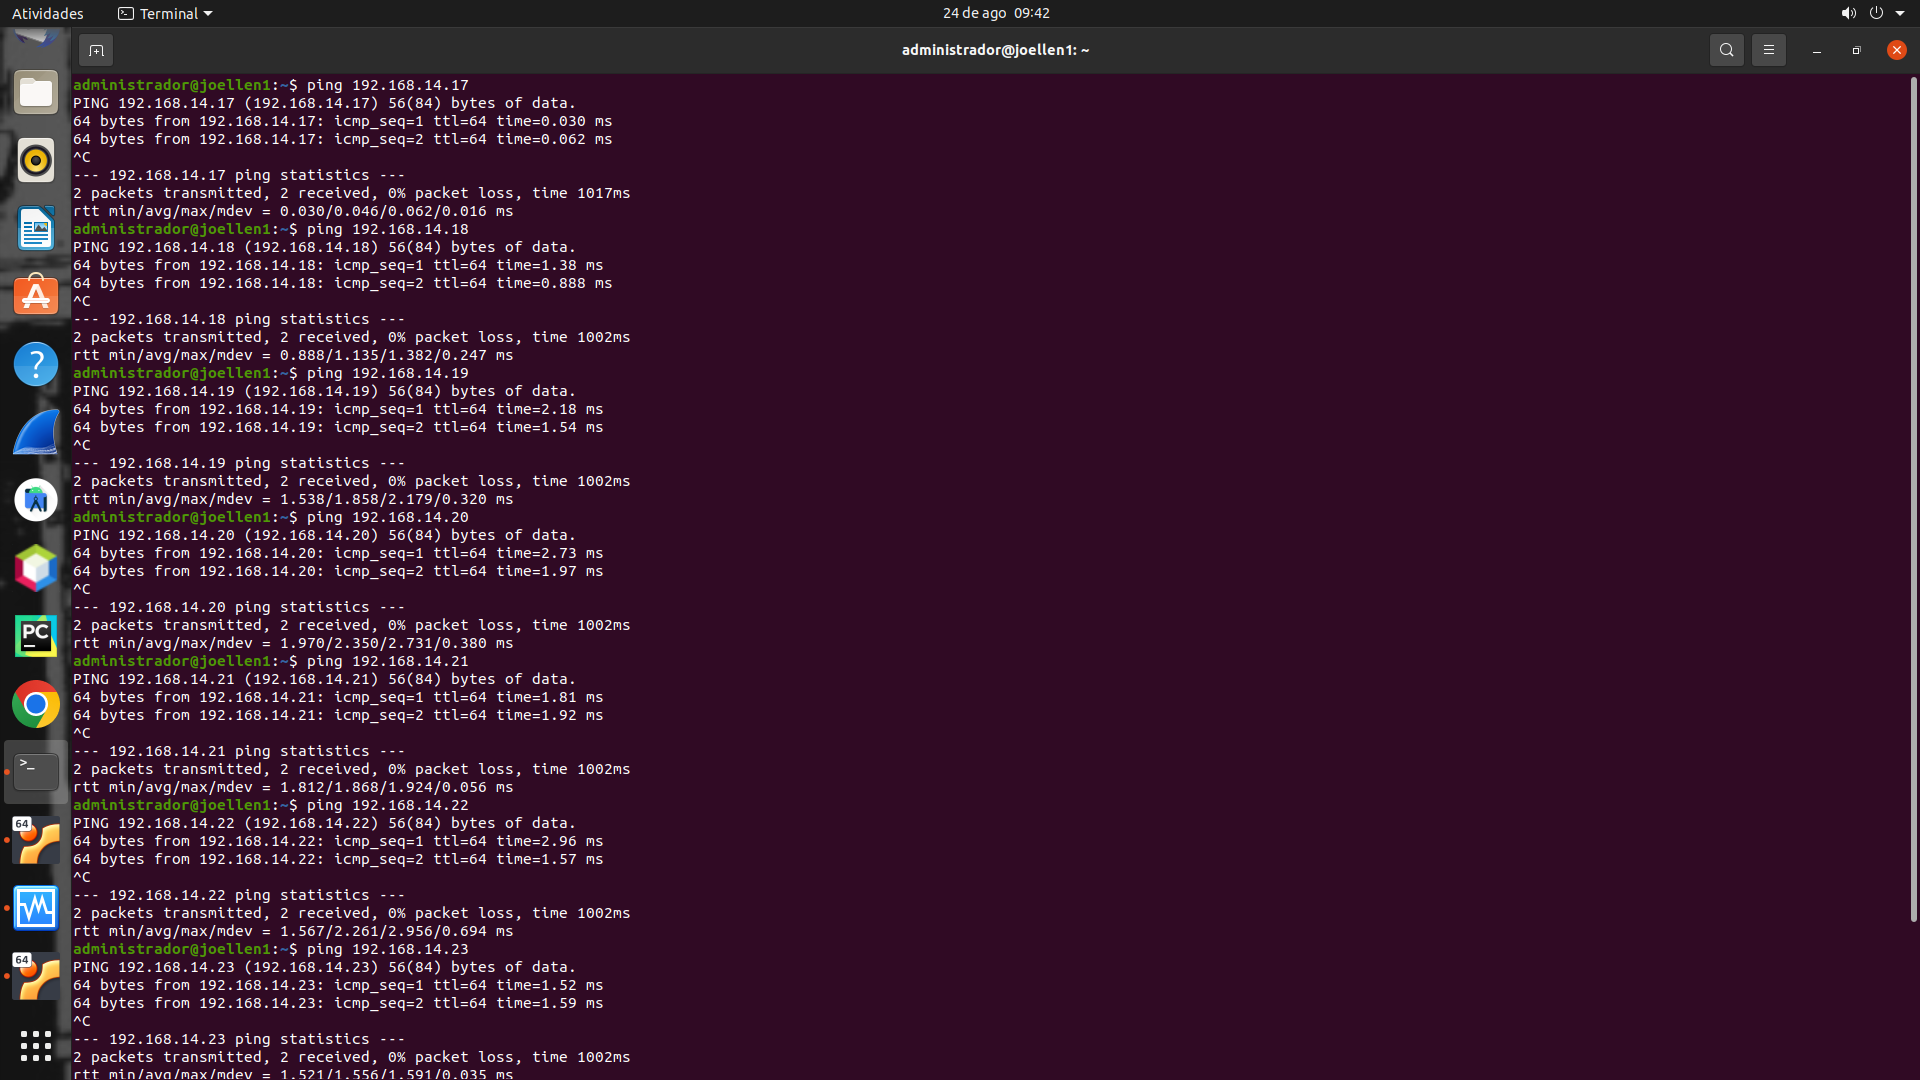 Atividades Terminal 24 de ago 09:42
administrador@joellen1: ~
administrador@joellen1:~$ ping 192.168.14.17
PING 192.168.14.17 (192.168.14.17) 56(84) bytes of data.
64 bytes from 192.168.14.17: icmp_seq=1 ttl=64 time=0.030 ms
64 bytes from 192.168.14.17: icmp_seq=2 ttl=64 time=0.062 ms
^C
--- 192.168.14.17 ping statistics ---
2 packets transmitted, 2 received, 0% packet loss, time 1017ms
rtt min/avg/max/mdev = 0.030/0.046/0.062/0.016 ms
administrador@joellen1:~$ ping 192.168.14.18
PING 192.168.14.18 (192.168.14.18) 56(84) bytes of data.
64 bytes from 192.168.14.18: icmp_seq=1 ttl=64 time=1.38 ms
64 bytes from 192.168.14.18: icmp_seq=2 ttl=64 time=0.888 ms
^C
--- 192.168.14.18 ping statistics ---
2 packets transmitted, 2 received, 0% packet loss, time 1002ms
rtt min/avg/max/mdev = 0.888/1.135/1.382/0.247 ms
administrador@joellen1:~$ ping 192.168.14.19
PING 192.168.14.19 (192.168.14.19) 56(84) bytes of data.
64 bytes from 192.168.14.19: icmp_seq=1 ttl=64 time=2.18 ms
64 bytes from 192.168.14.19: icmp_seq=2 ttl=64 time=1.54 ms
^C
--- 192.168.14.19 ping statistics ---
2 packets transmitted, 2 received, 0% packet loss, time 1002ms
rtt min/avg/max/mdev = 1.538/1.858/2.179/0.320 ms
administrador@joellen1:~$ ping 192.168.14.20
PING 192.168.14.20 (192.168.14.20) 56(84) bytes of data.
64 bytes from 192.168.14.20: icmp_seq=1 ttl=64 time=2.73 ms
64 bytes from 192.168.14.20: icmp_seq=2 ttl=64 time=1.97 ms
^C
--- 192.168.14.20 ping statistics ---
2 packets transmitted, 2 received, 0% packet loss, time 1002ms
rtt min/avg/max/mdev = 1.970/2.350/2.731/0.380 ms
administrador@joellen1:~$ ping 192.168.14.21
PING 192.168.14.21 (192.168.14.21) 56(84) bytes of data.
64 bytes from 192.168.14.21: icmp_seq=1 ttl=64 time=1.81 ms
64 bytes from 192.168.14.21: icmp_seq=2 ttl=64 time=1.92 ms
^C
--- 192.168.14.21 ping statistics ---
2 packets transmitted, 2 received, 0% packet loss, time 1002ms
rtt min/avg/max/mdev = 1.812/1.868/1.924/0.056 ms
administrador@joellen1:~$ ping 192.168.14.22
PING 192.168.14.22 (192.168.14.22) 56(84) bytes of data.
64 bytes from 192.168.14.22: icmp_seq=1 ttl=64 time=2.96 ms
64 bytes from 192.168.14.22: icmp_seq=2 ttl=64 time=1.57 ms
^C
--- 192.168.14.22 ping statistics ---
2 packets transmitted, 2 received, 0% packet loss, time 1002ms
rtt min/avg/max/mdev = 1.567/2.261/2.956/0.694 ms
administrador@joellen1:~$ ping 192.168.14.23
PING 192.168.14.23 (192.168.14.23) 56(84) bytes of data.
64 bytes from 192.168.14.23: icmp_seq=1 ttl=64 time=1.52 ms
64 bytes from 192.168.14.23: icmp_seq=2 ttl=64 time=1.59 ms
^C
--- 192.168.14.23 ping statistics ---
2 packets transmitted, 2 received, 0% packet loss, time 1002ms
rtt min/avg/max/mdev = 1.521/1.556/1.591/0.035 ms
PC
>_
64
64